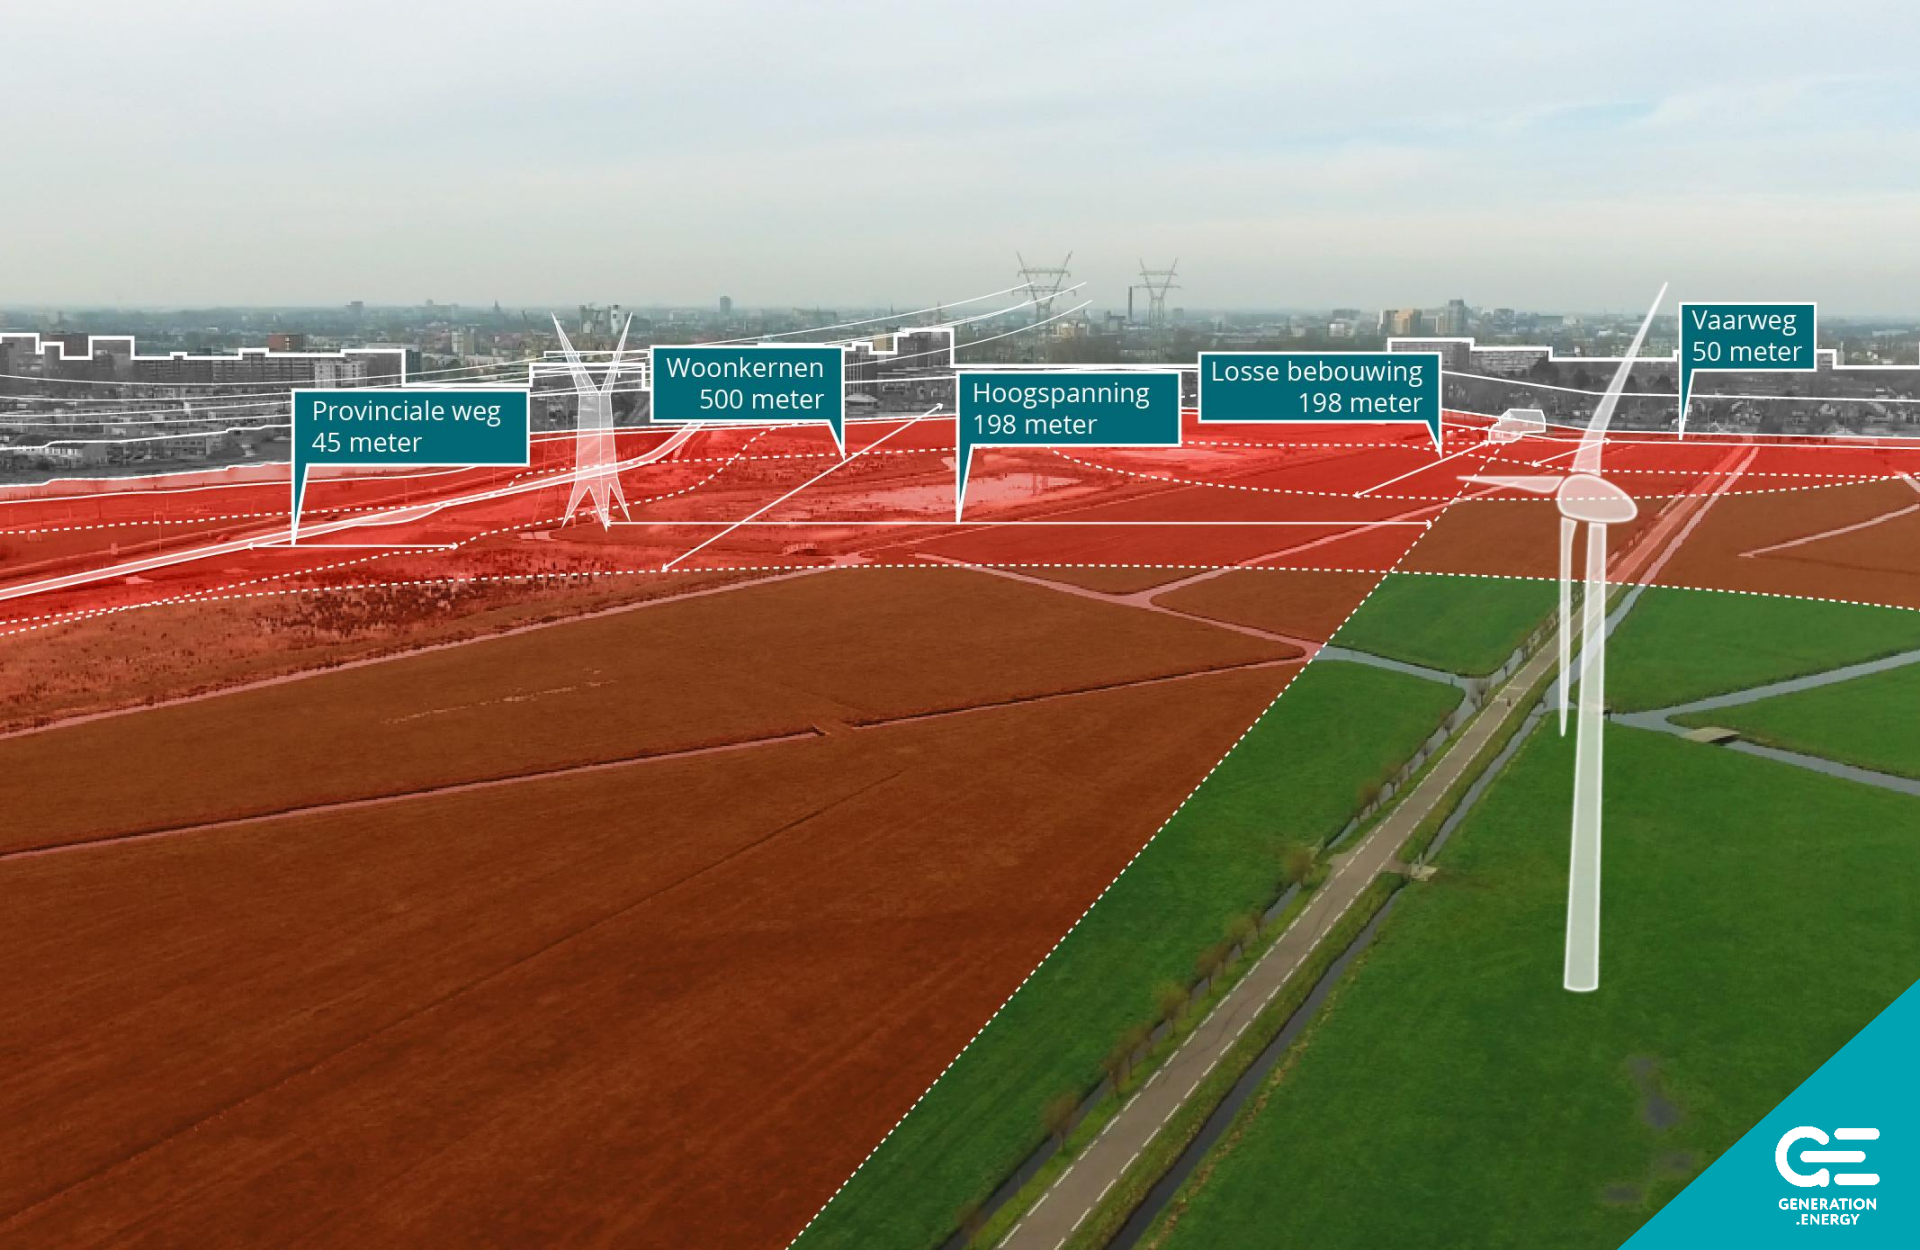 Provinciale weg
45 meter
Woonkernen
500 meter
Hoogspanning
198 meter
Losse bebouwing
198 meter
Vaarweg
50 meter
GE
GENERATION
.ENERGY